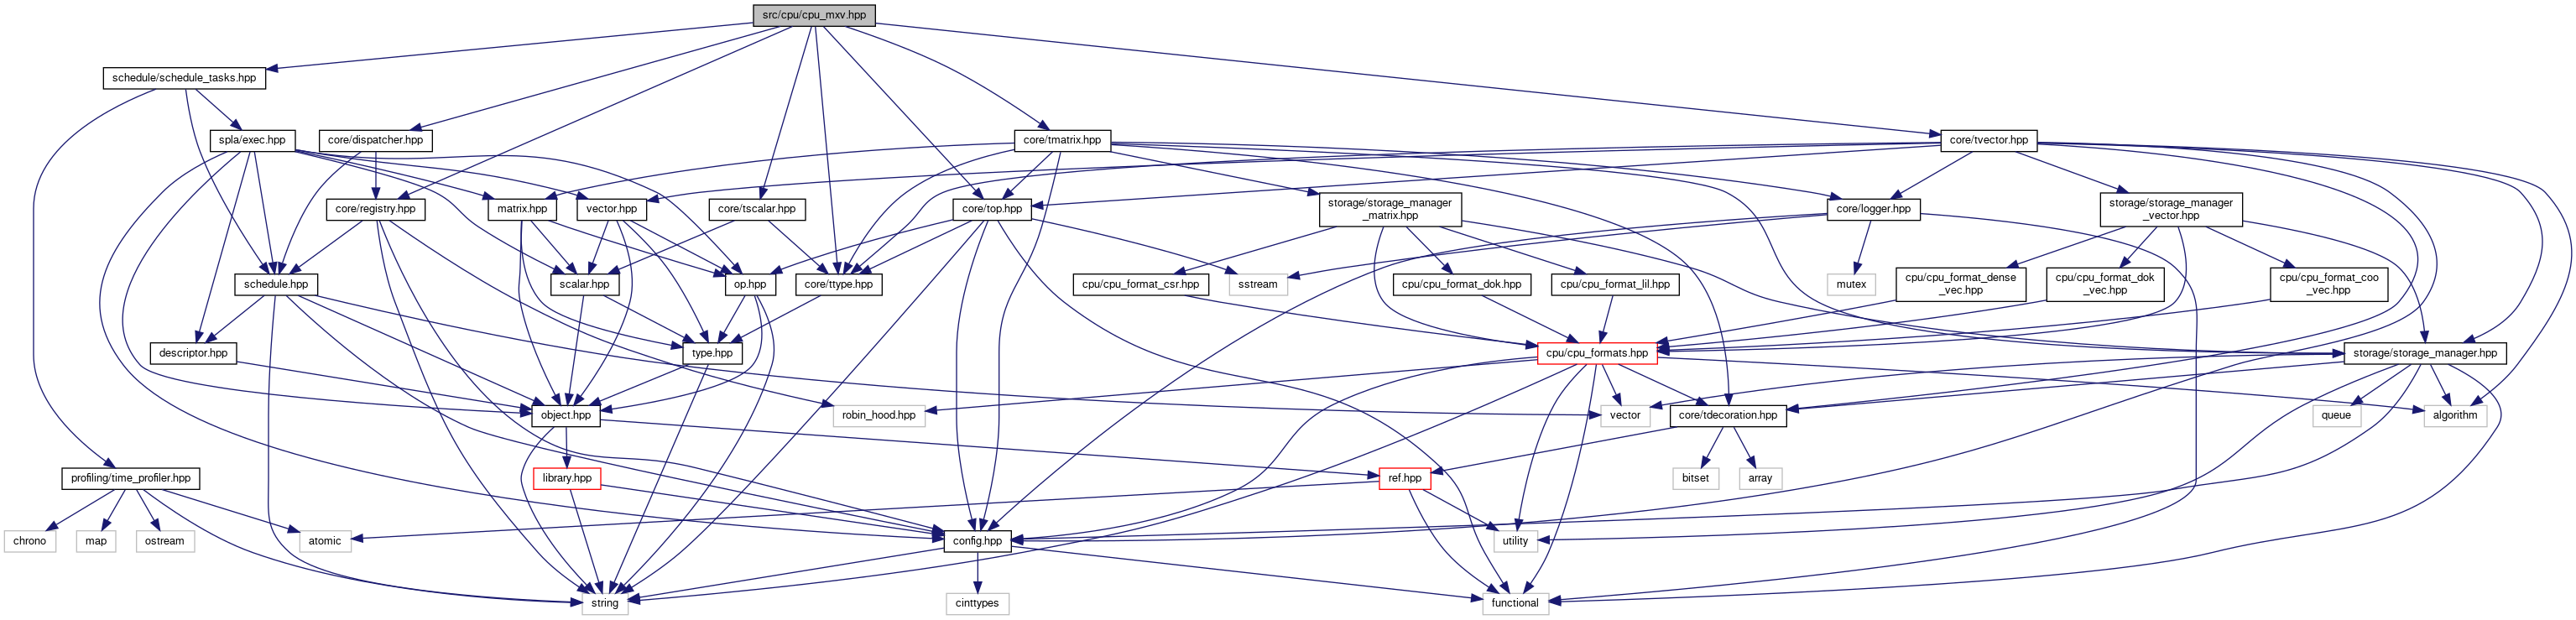 src/cpu/cpu_mxv.hpp
schedule/schedule_tasks.hpp
spla/exec.hpp
core/dispatcher.hpp
core/tmatrix.hpp
core/tvector.hpp
core/registry.hpp
matrix.hpp
vector.hpp
core/tscalar.hpp
core/top.hpp
storage/storage_manager
_matrix.hpp
core/logger.hpp
storage/storage_manager
_vector.hpp
schedule.hpp
scalar.hpp
op.hpp
core/ttype.hpp
cpu/cpu_format_csr.hpp
sstream
cpu/cpu_format_dok.hpp
cpu/cpu_format_lil.hpp
mutex
cpu/cpu_format_dense
_vec.hpp
cpu/cpu_format_dok
_vec.hpp
cpu/cpu_format_coo
_vec.hpp
descriptor.hpp
type.hpp
cpu/cpu_formats.hpp
storage/storage_manager.hpp
object.hpp
robin_hood.hpp
vector
core/tdecoration.hpp
queue
algorithm
profiling/time_profiler.hpp
library.hpp
ref.hpp
bitset
array
chrono
map
ostream
atomic
config.hpp
utility
string
cinttypes
functional